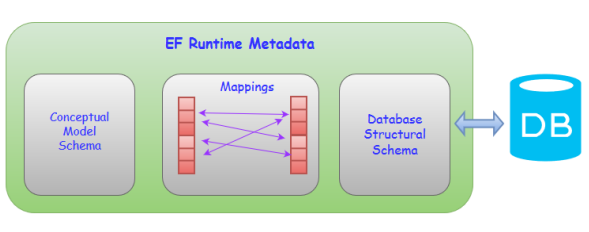 EF Runtime Metadata
Conceptual
Model
Schema
Mappings
Database
Structural
Schema
DB